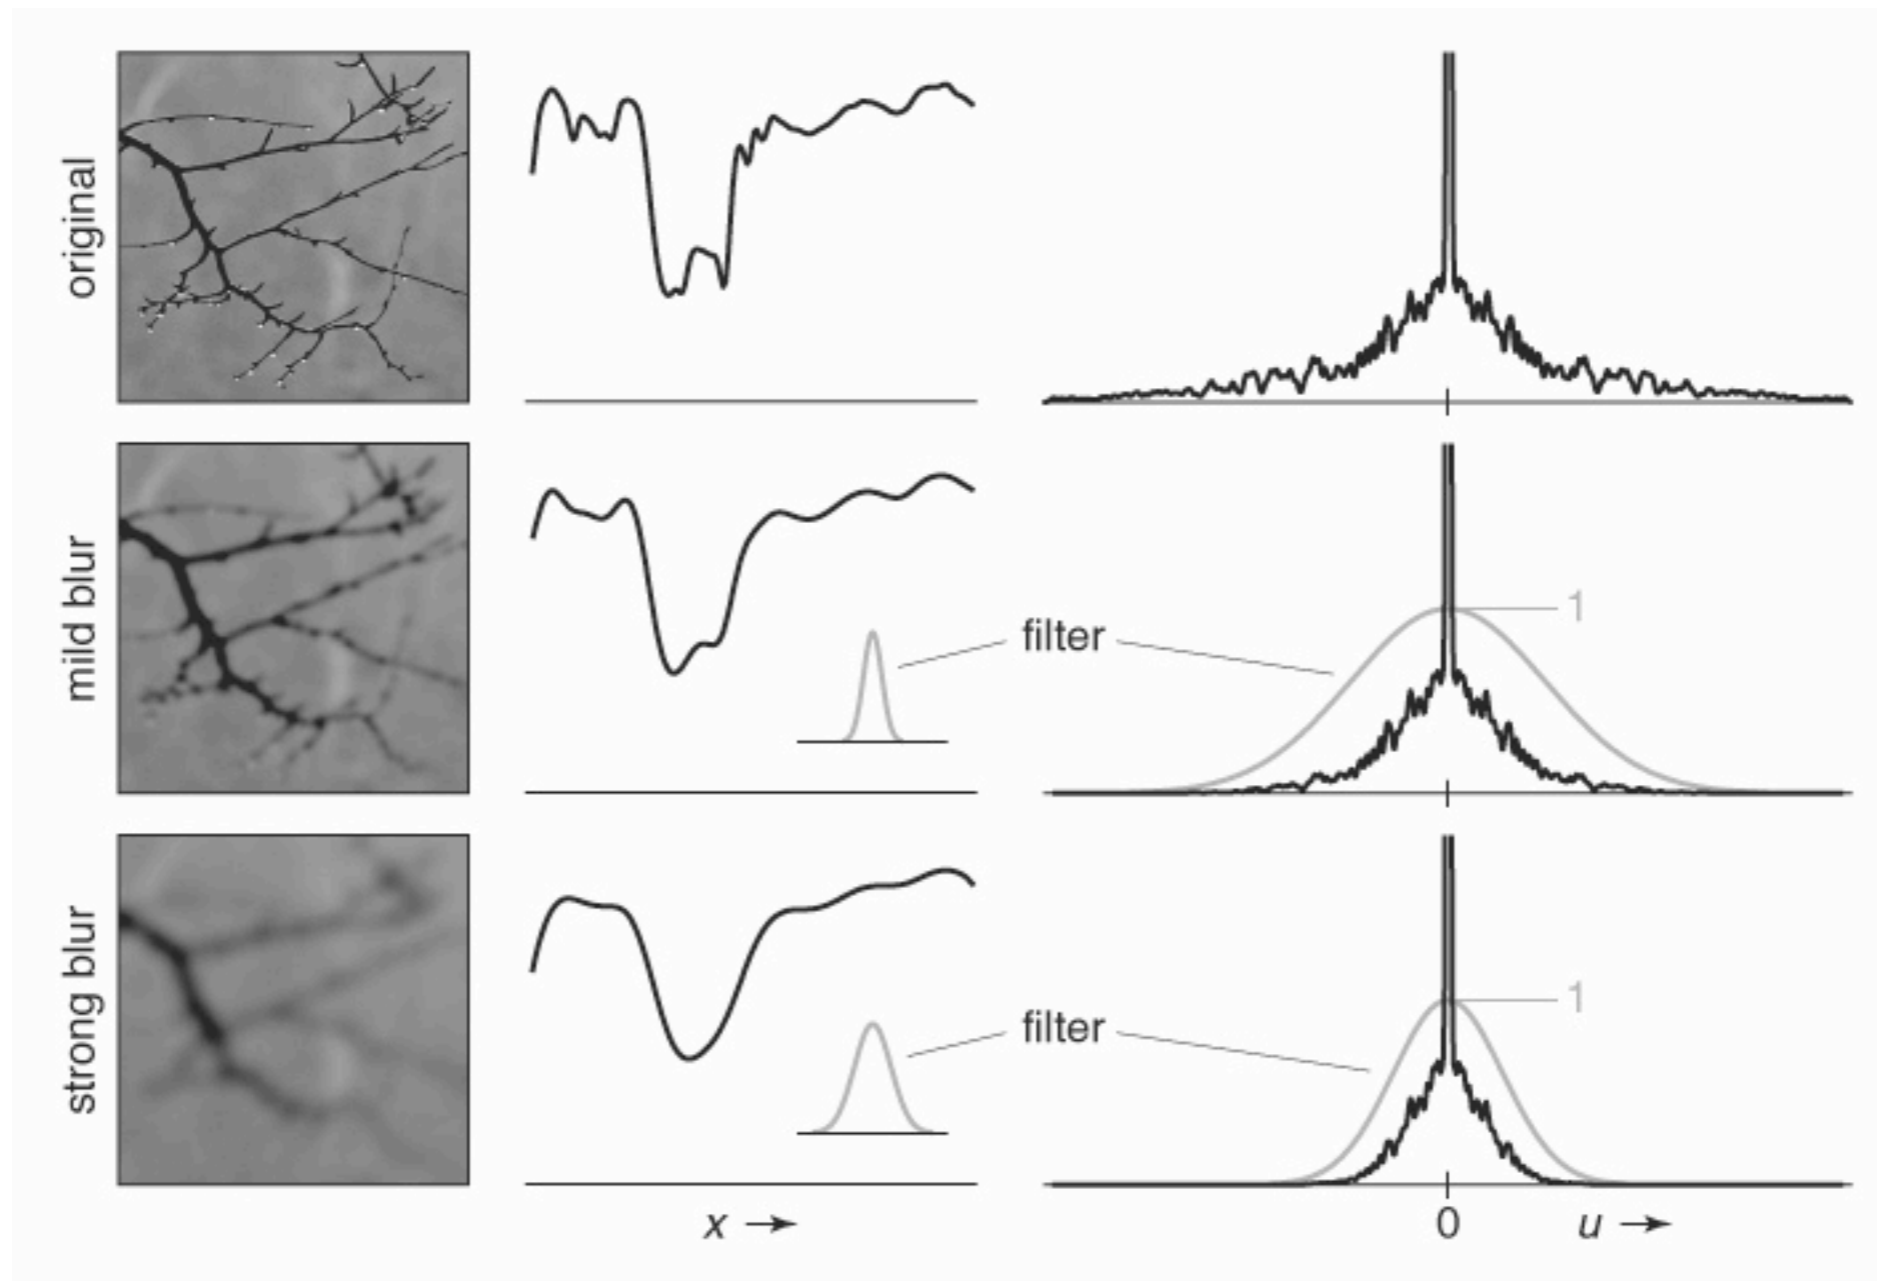 original
mild blur
filter
1
strong blur
filter
1
x →
0
u →